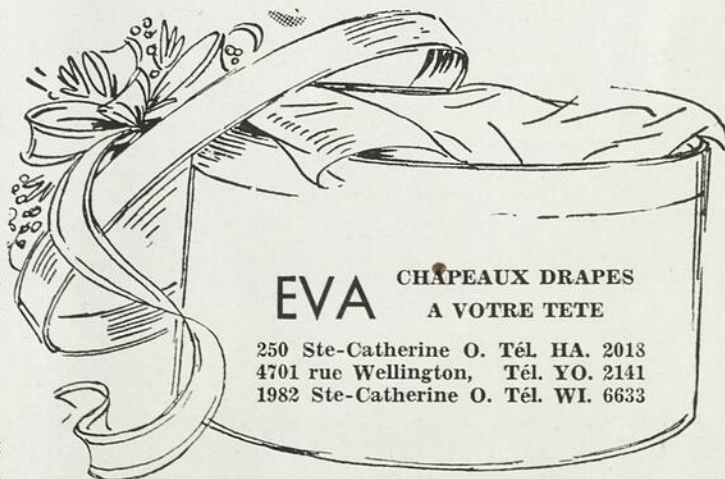 EVA
CHAPEAUX DRAPES
A VOTRE TETE
250 Ste-Catherine O. Tél. HA. 2018
4701 rue Wellington, Tél. YO. 2141
1982 Ste-Catherine O. Tél. WI. 6633